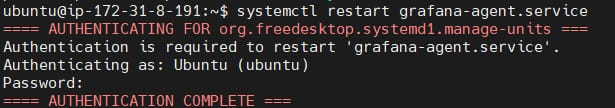 ubuntu@ip-172-31-8-191:~$ systemctl restart grafana-agent.service
==== AUTHENTICATING FOR org.freedesktop.systemd1.manage-units ===
Authentication is required to restart 'grafana-agent.service'.
Authenticating as: Ubuntu (ubuntu)
Password:
==== AUTHENTICATION COMPLETE ===